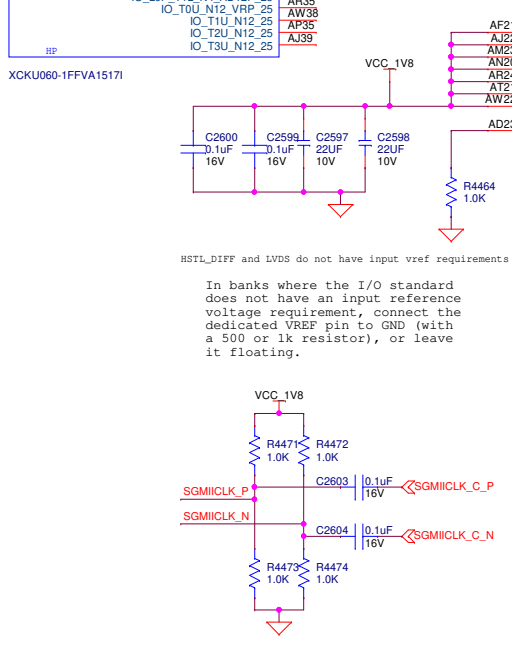 AR35
IO_T0U_N12_VRP_25
AW38
IO_T1U_N12_25
AP35
IO_T2U_N12_25
AJ39
IO_T3U_N12_25
HP
XCKU060-1FFVA1517I
VCC_1V8
AF21
AJ22
AM23
AN20
AR24
AT21
AW22
AD23
C2600
0.1uF
16V
C2599
0.1uF
16V
C2597
22UF
10V
C2598
22UF
10V
R4464
1.0K
HSTL_DIFF and LVDS do not have input vref requirements
In banks where the I/O standard
does not have an input reference
voltage requirement, connect the
dedicated VREF pin to GND (with
a 500 or 1k resistor), or leave
it floating.
VCC_1V8
R4471
1.0K
R4472
1.0K
C2603
0.1uF
16V
SGMIICLK_C_P
SGMIICLK_P
SGMIICLK_N
C2604
0.1uF
16V
SGMIICLK_C_N
R4473
1.0K
R4474
1.0K